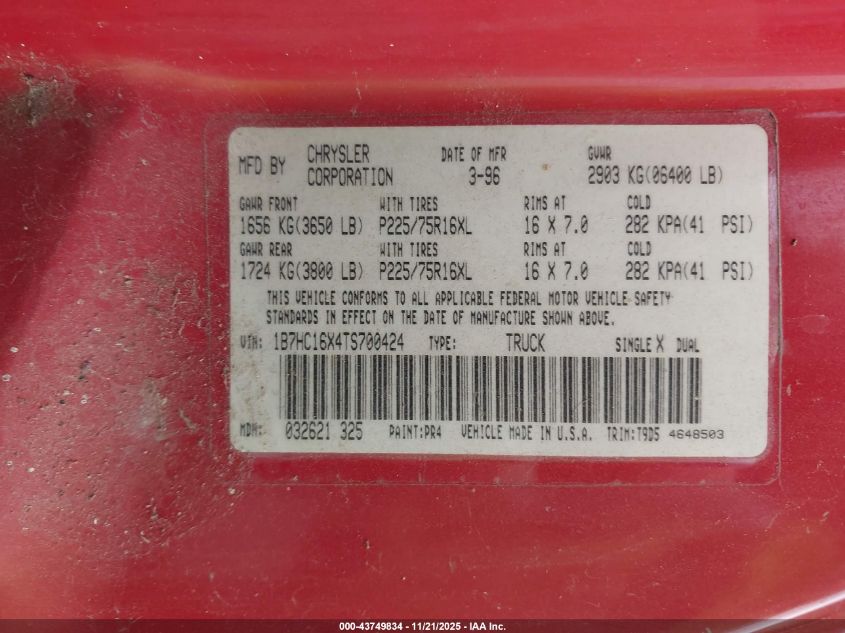 MFD BY CHRYSLER CORPORATION DATE OF MFR 3-96 GVWR 2903 KG(06400 LB)
GAWR FRONT WITH TIRES RIMS AT COLD
1656 KG(3650 LB) P225/75R16XL 16 X 7.0 282 KPA(41 PSI)
GAWR REAR WITH TIRES RIMS AT COLD
1724 KG(3800 LB) P225/75R16XL 16 X 7.0 282 KPA(41 PSI)
THIS VEHICLE CONFORMS TO ALL APPLICABLE FEDERAL MOTOR VEHICLE SAFETY
STANDARDS IN EFFECT ON THE DATE OF MANUFACTURE SHOWN ABOVE.
VIN: 1B7HC16X4TS700424 TYPE: TRUCK SINGLE X DUAL
MDH: 032621 325 PAINT:PR4 VEHICLE MADE IN U.S.A. TRIM:T9D5 4648503
000-43749834 - 11/21/2025 - IAA Inc.